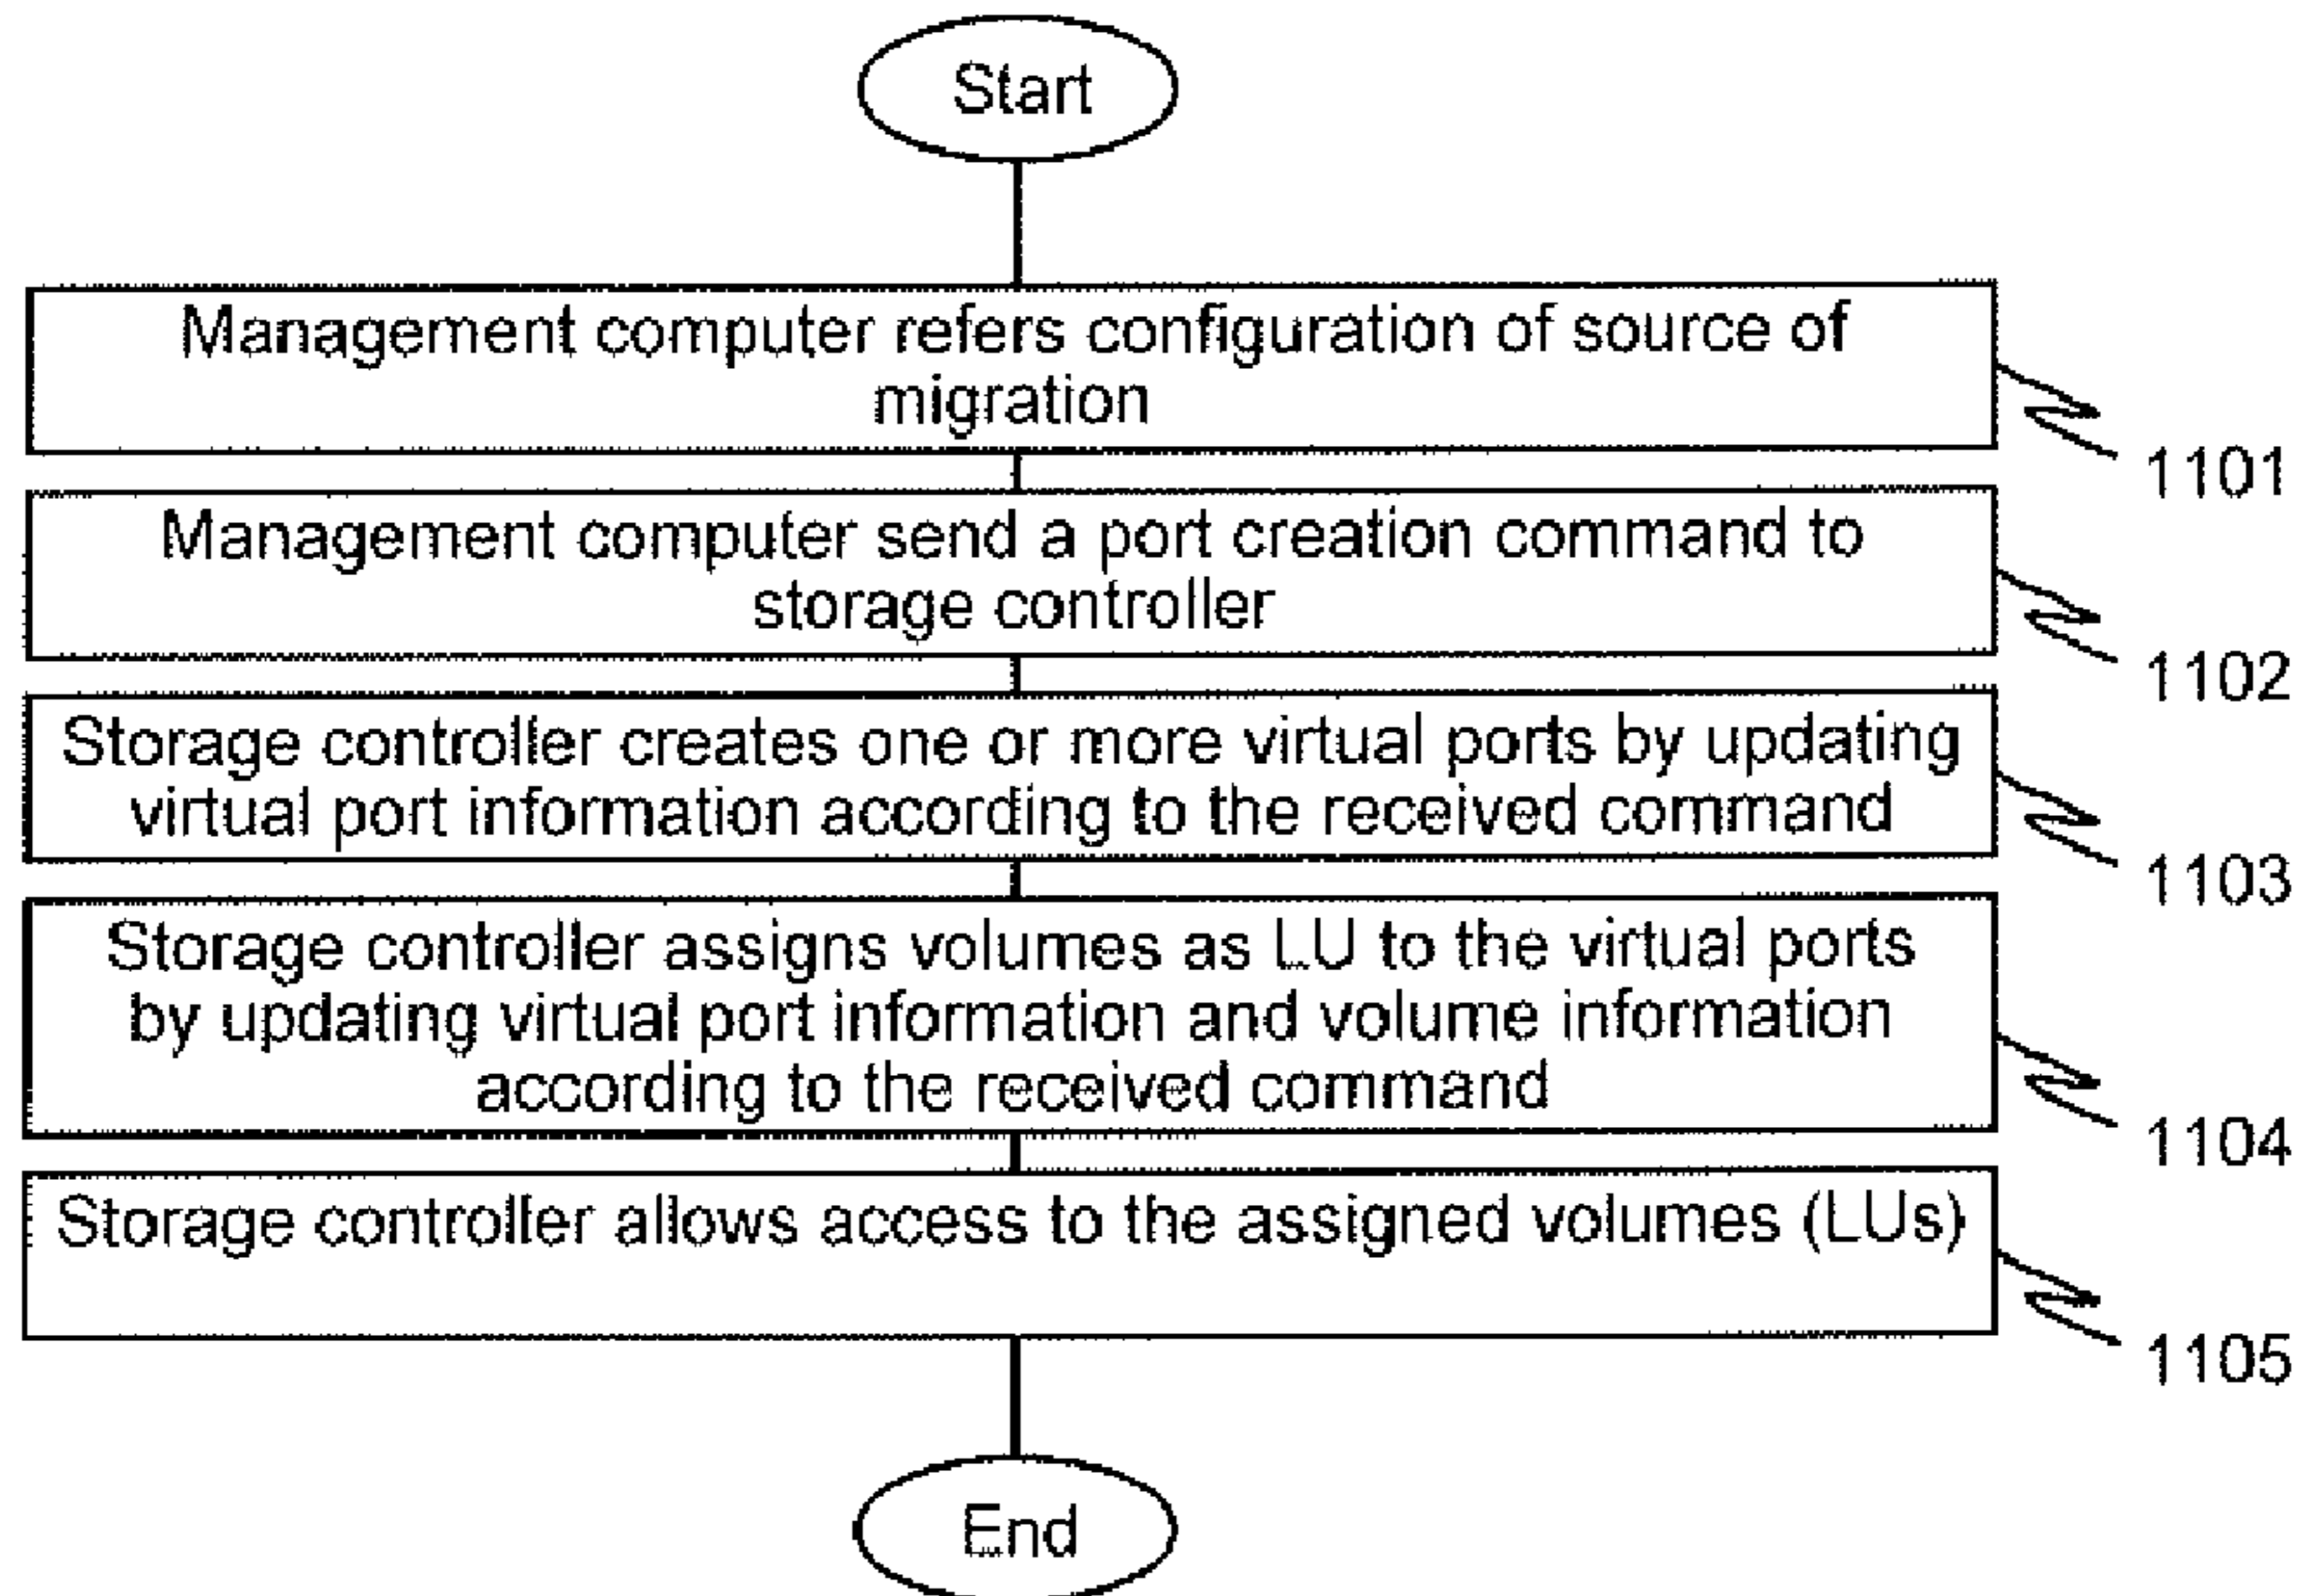 Start
Management computer refers configuration of source of
migration
1101
Management computer send a port creation command to
storage controller
1102
Storage controller creates one or more virtual ports by updating
virtual port information according to the received command
1103
Storage controller assigns volumes as LU to the virtual ports
by updating virtual port information and volume information
according to the received command
1104
Storage controller allows access to the assigned volumes (LUs)
1105
End